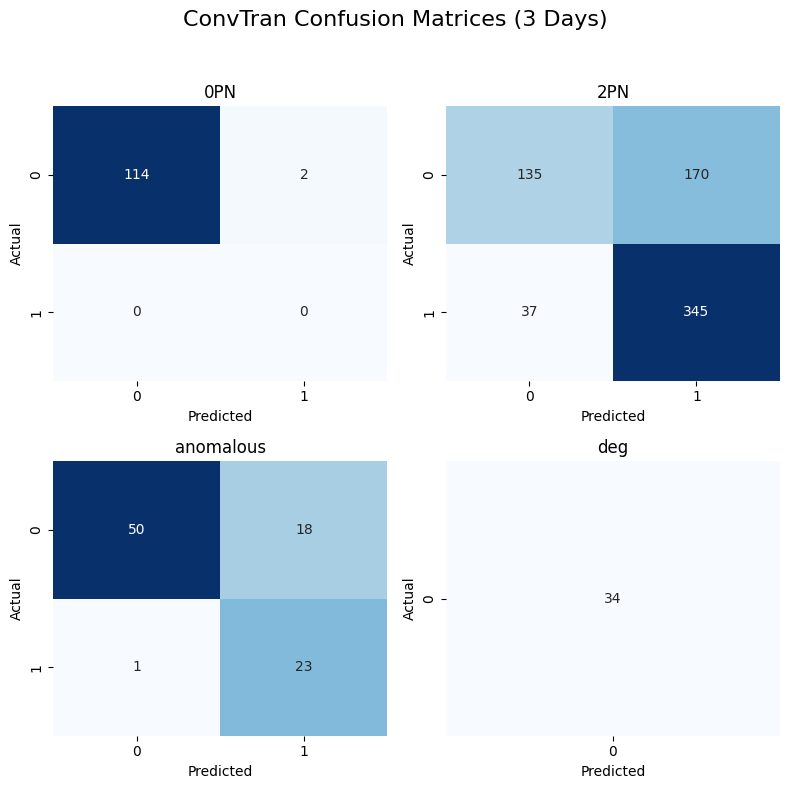 ConvTran Confusion Matrices (3 Days)
0PN
2PN
Actual
0
114
2
1
0
0
0
1
Predicted
Actual
0
135
170
1
37
345
0
1
Predicted
anomalous
deg
Actual
0
50
18
1
1
23
0
1
Predicted
Actual
0
34
0
Predicted